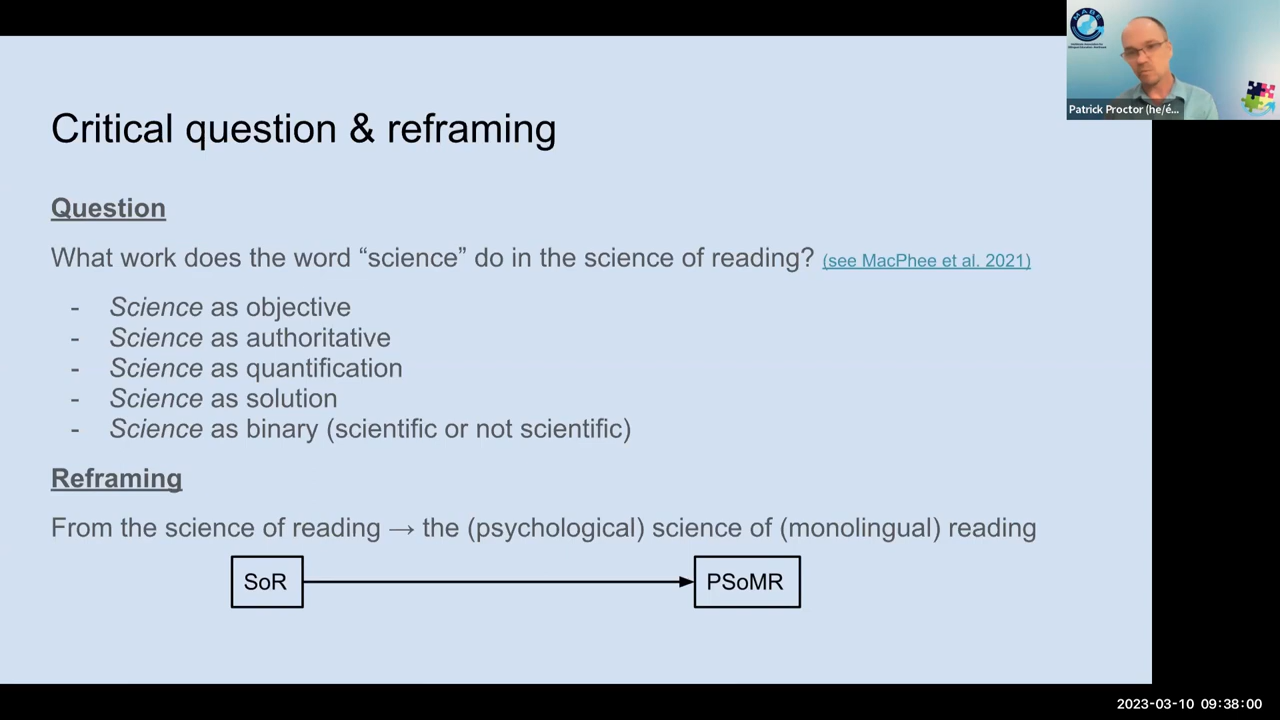 Critical question & reframing
Question
What work does the word “science” do in the science of reading? (see MacPhee et al. 2021)
- Science as objective
- Science as authoritative
- Science as quantification
- Science as solution
- Science as binary (scientific or not scientific)
Reframing
From the science of reading → the (psychological) science of (monolingual) reading
SoR
PSoMR
MABE
Patrick Proctor (he/é...
2023-03-10 09:38:00